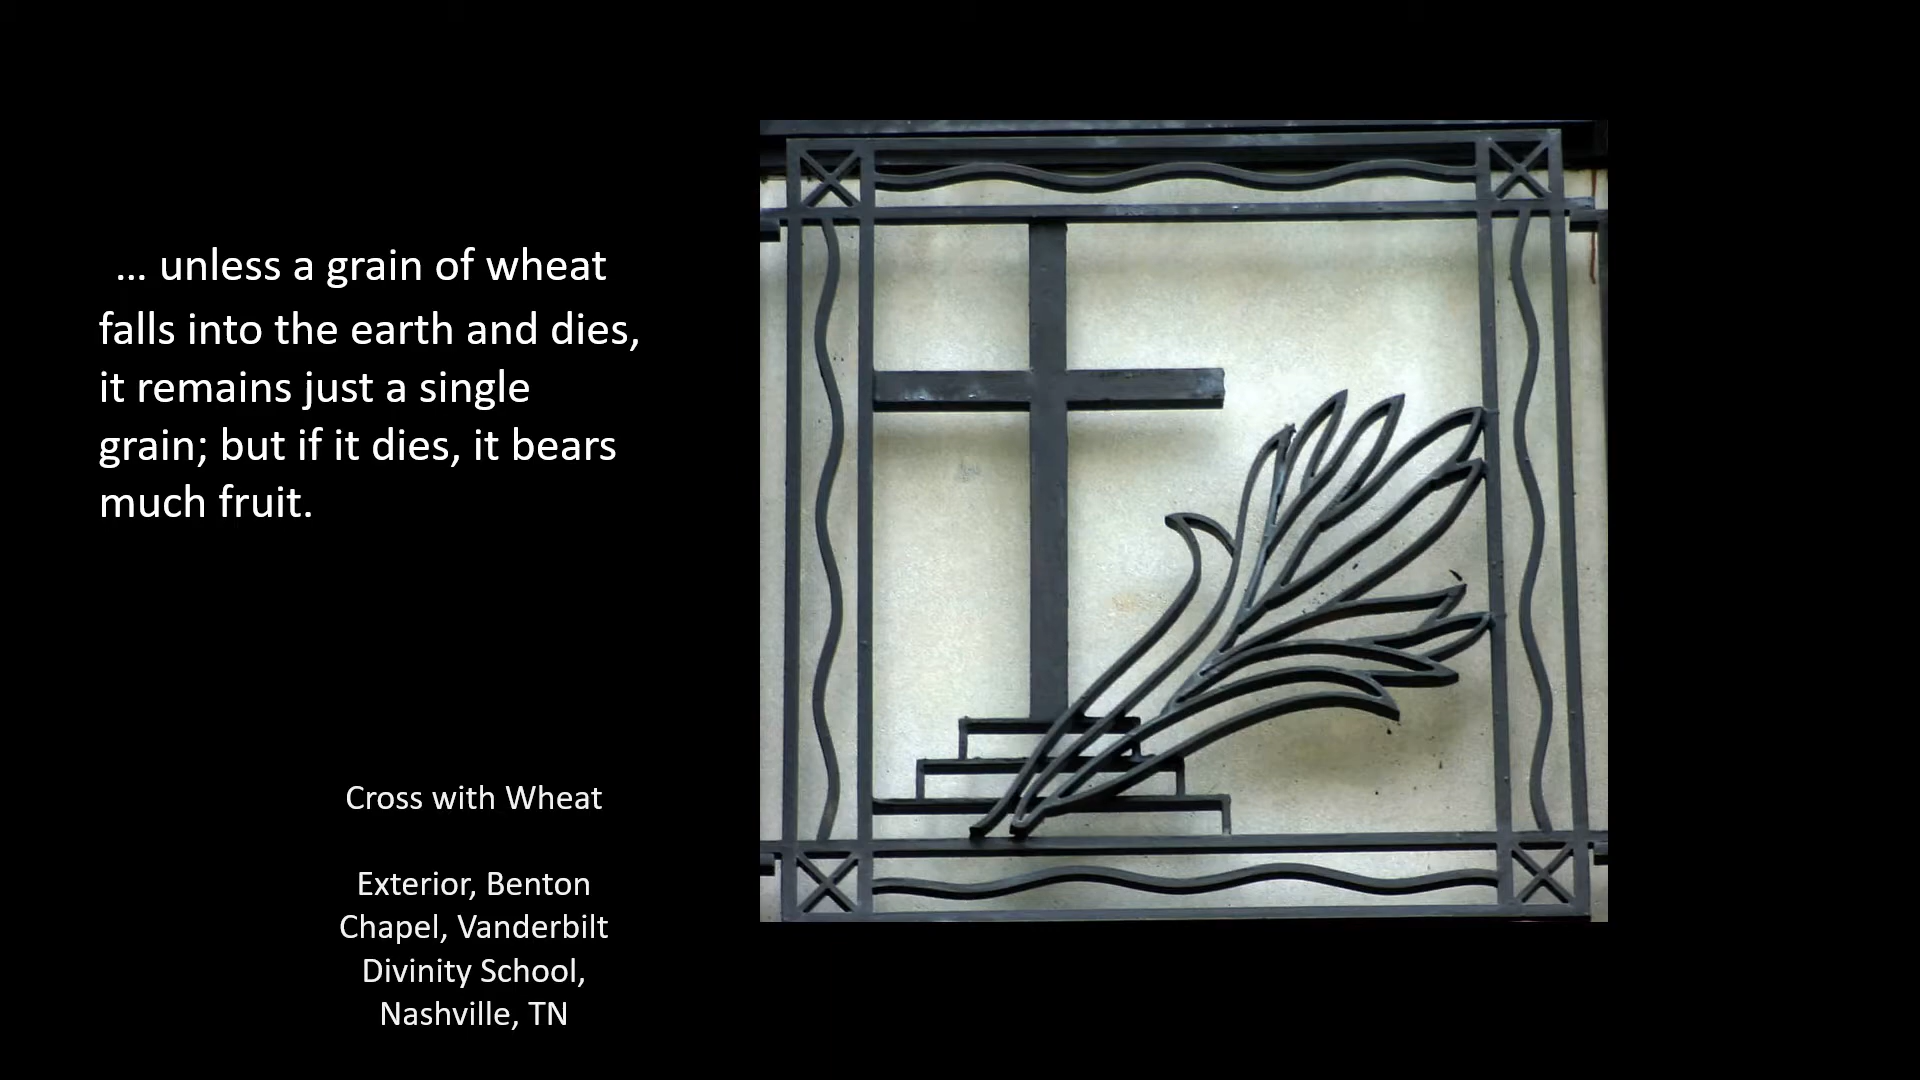 ... unless a grain of wheat
falls into the earth and dies,
it remains just a single
grain; but if it dies, it bears
much fruit.
Cross with Wheat
Exterior, Benton
Chapel, Vanderbilt
Divinity School,
Nashville, TN